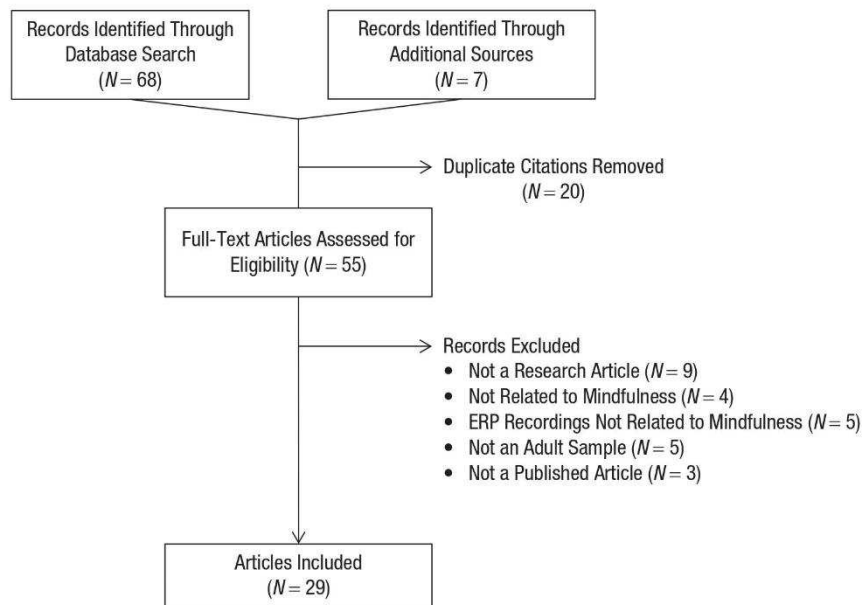 Records Identified Through
Database Search
(N = 68)
Records Identified Through
Additional Sources
(N = 7)
Duplicate Citations Removed
(N = 20)
Full-Text Articles Assessed for
Eligibility (N = 55)
Records Excluded
• Not a Research Article (N = 9)
• Not Related to Mindfulness (N = 4)
• ERP Recordings Not Related to Mindfulness (N = 5)
• Not an Adult Sample (N = 5)
• Not a Published Article (N = 3)
Articles Included
(N = 29)